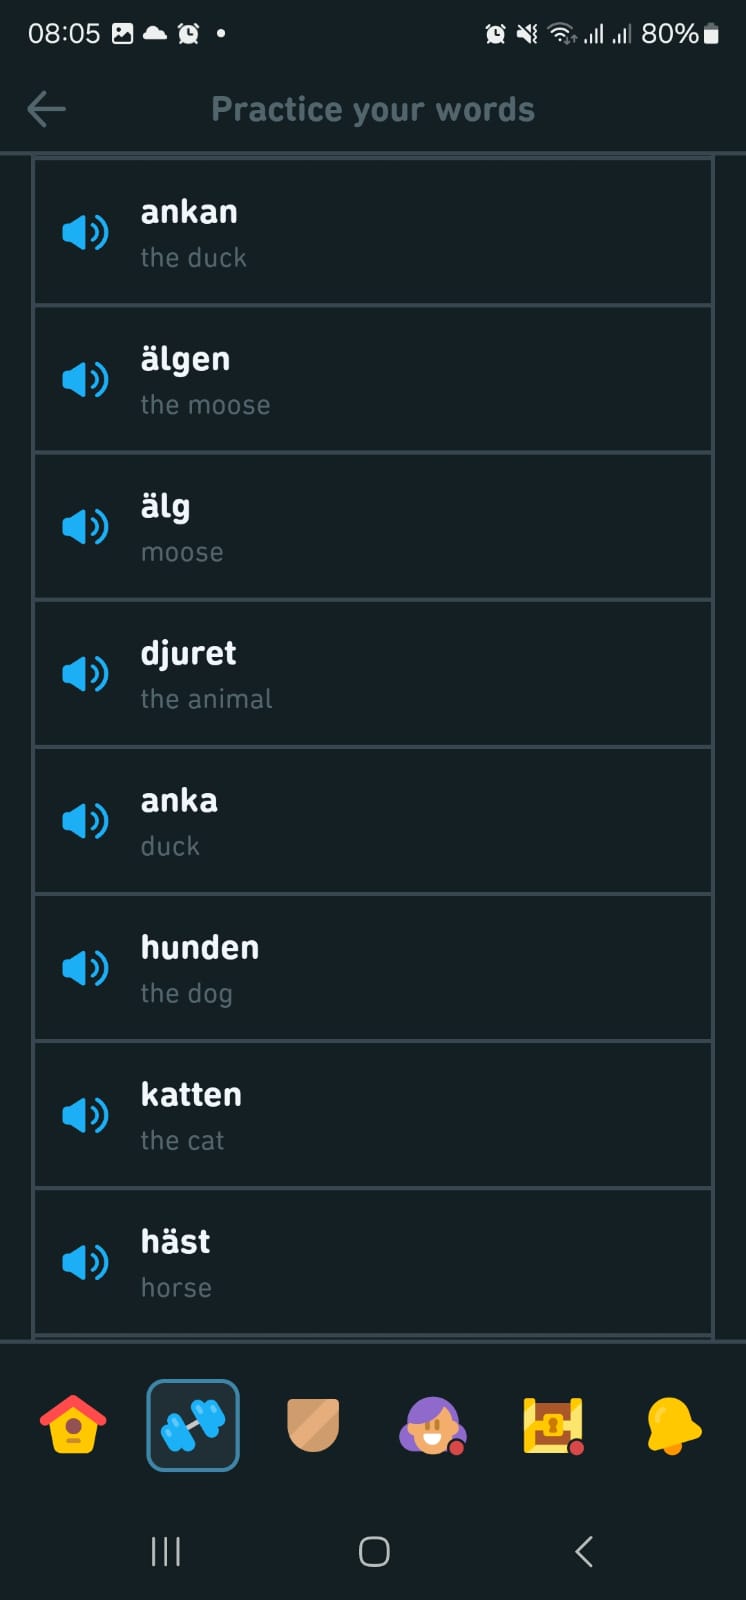 08:05
80%
Practice your words
ankan
the duck
älgen
the moose
älg
moose
djuret
the animal
anka
duck
hunden
the dog
katten
the cat
häst
horse